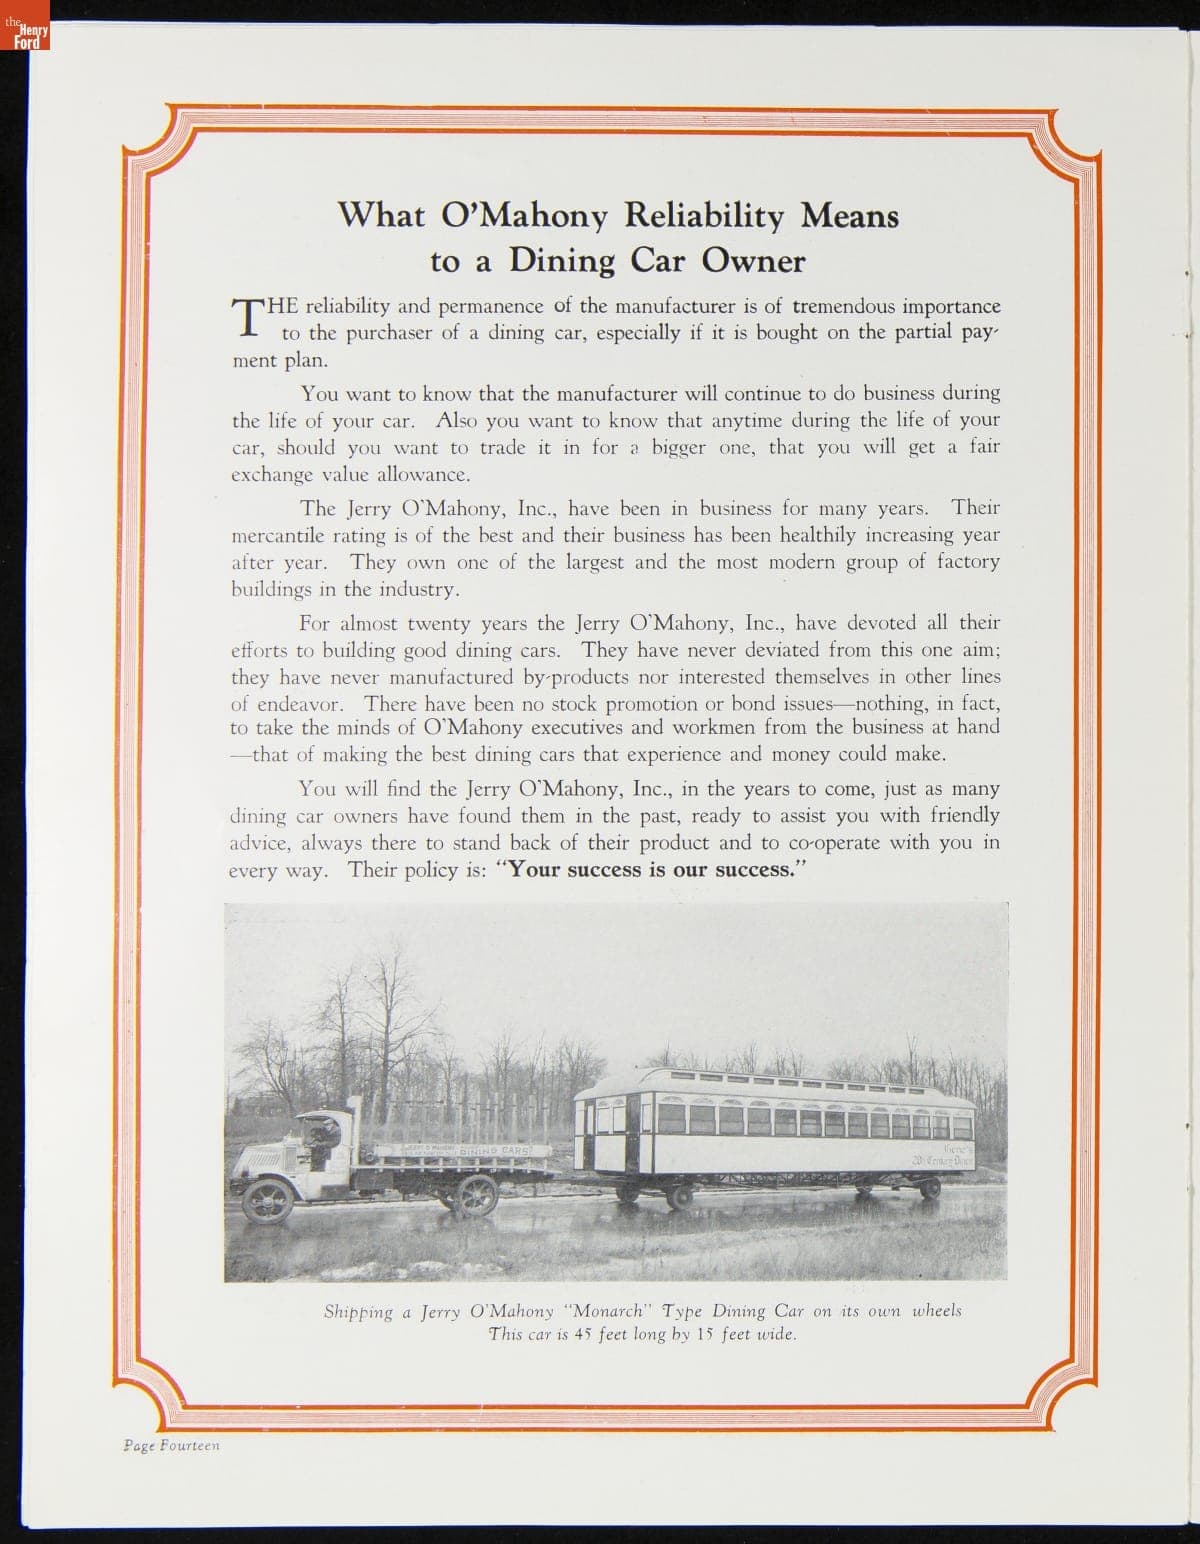 the
Henry
Ford
What O'Mahony Reliability Means
to a Dining Car Owner
THE reliability and permanence of the manufacturer is of tremendous importance
to the purchaser of a dining car, especially if it is bought on the partial pay-
ment plan.
You want to know that the manufacturer will continue to do business during
the life of your car. Also you want to know that anytime during the life of your
car, should you want to trade it in for a bigger one, that you will get a fair
exchange value allowance.
The Jerry O'Mahony, Inc., have been in business for many years. Their
mercantile rating is of the best and their business has been healthily increasing year
after year. They own one of the largest and the most modern group of factory
buildings in the industry.
For almost twenty years the Jerry O'Mahony, Inc., have devoted all their
efforts to building good dining cars. They have never deviated from this one aim;
they have never manufactured by-products nor interested themselves in other lines
of endeavor. There have been no stock promotion or bond issues—nothing, in fact,
to take the minds of O'Mahony executives and workmen from the business at hand
—that of making the best dining cars that experience and money could make.
You will find the Jerry O'Mahony, Inc., in the years to come, just as many
dining car owners have found them in the past, ready to assist you with friendly
advice, always there to stand back of their product and to co-operate with you in
every way. Their policy is: "Your success is our success."
JERRY O'MAHONY
DINING CARS
20th Century Diner
Shipping a Jerry O'Mahony "Monarch" Type Dining Car on its own wheels
This car is 45 feet long by 15 feet wide.
Page Fourteen